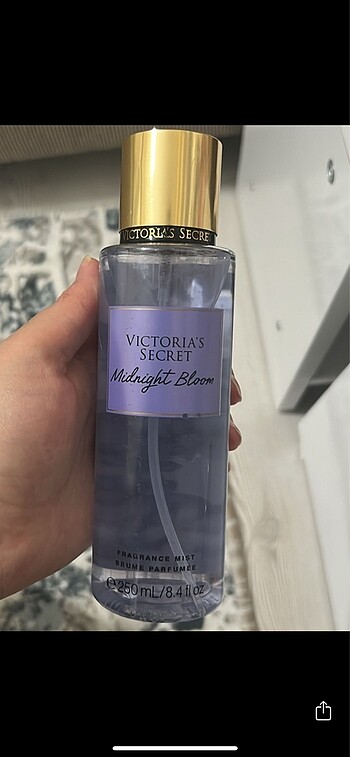 VICTORIA'S SECRE
VICTORIA'S
SECRET
Midnight Bloom
FRAGRANCE MIST
BRUME PARFUMÉE
℮250 mL/8.4 fl oz